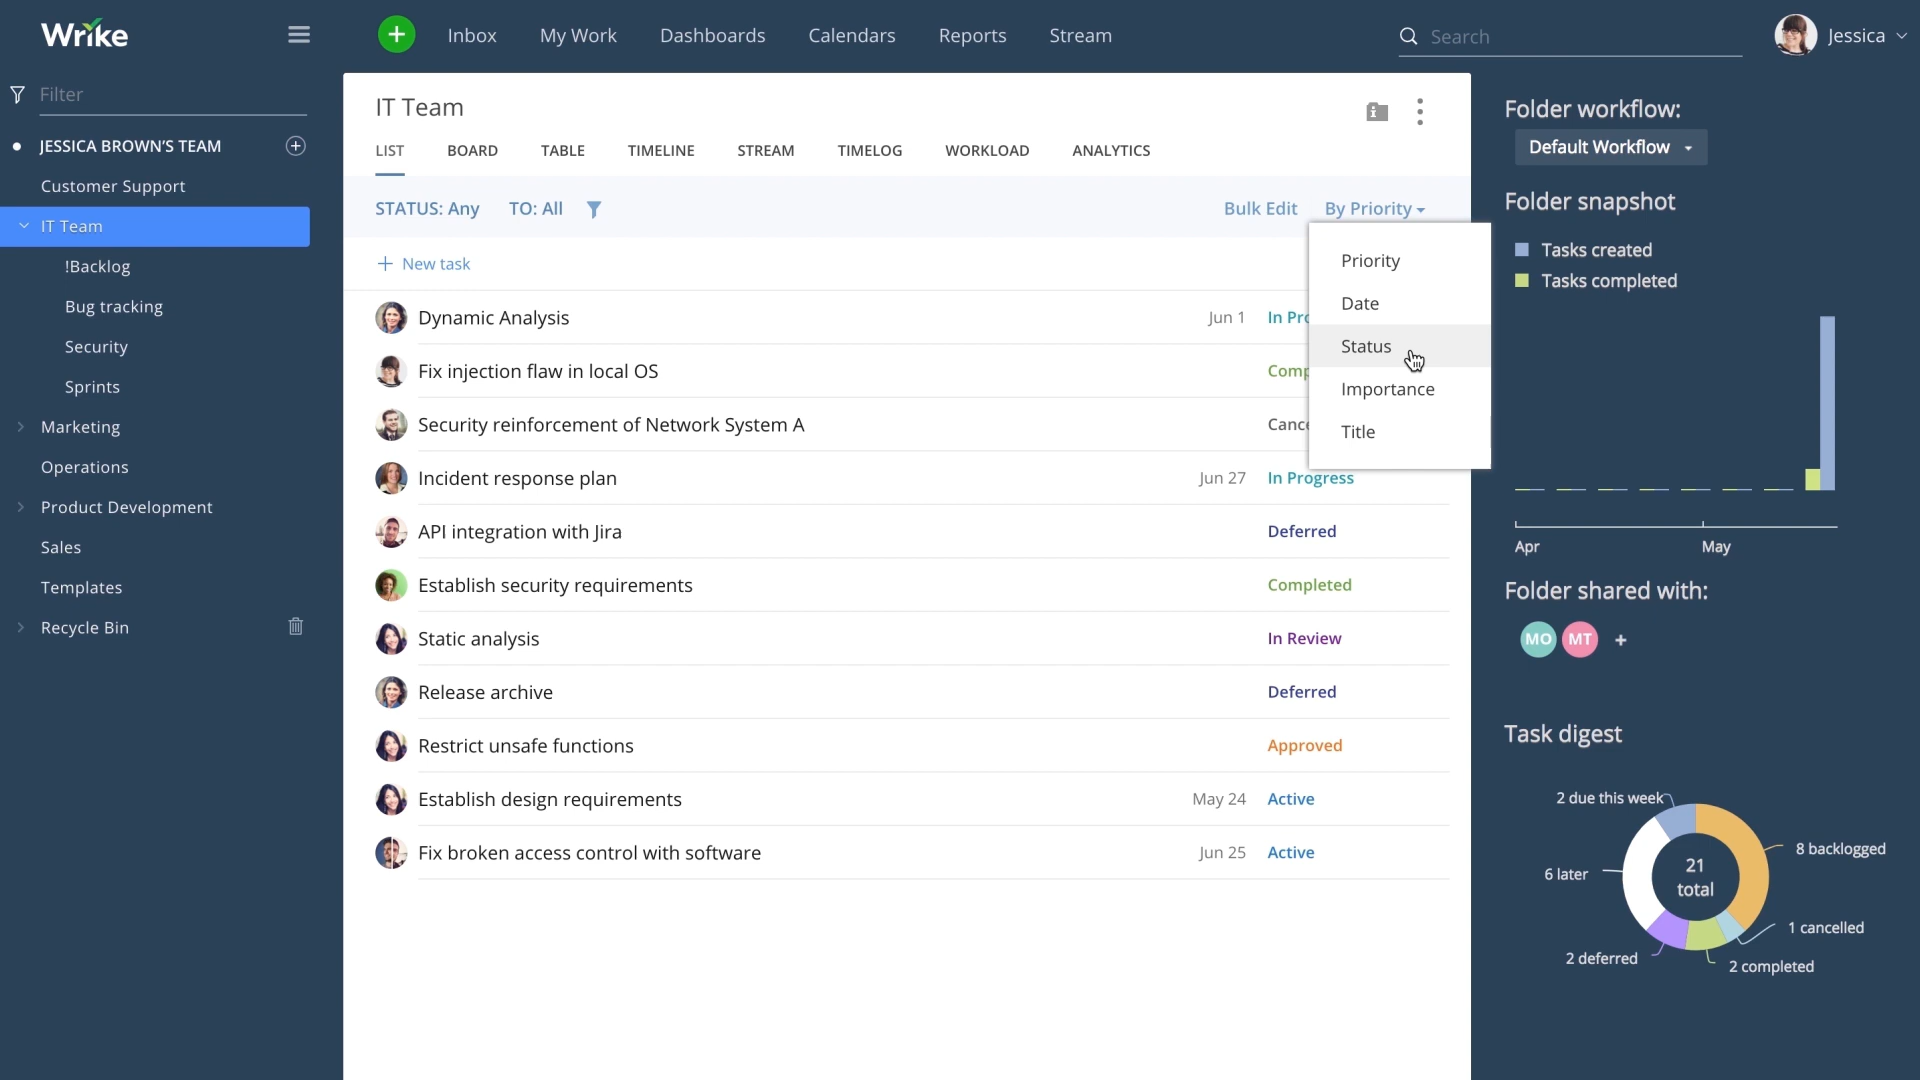 Wrike
Inbox
My Work
Dashboards
Calendars
Reports
Stream
Search
Jessica
Filter
JESSICA BROWN'S TEAM
Customer Support
IT Team
!Backlog
Bug tracking
Security
Sprints
Marketing
Operations
Product Development
Sales
Templates
Recycle Bin
IT Team
LIST
BOARD
TABLE
TIMELINE
STREAM
TIMELOG
WORKLOAD
ANALYTICS
STATUS: Any
TO: All
Bulk Edit
By Priority
+ New task
Dynamic Analysis
Jun 1
In Pro
Fix injection flaw in local OS
Comp
Security reinforcement of Network System A
Cance
Incident response plan
Jun 27
In Progress
API integration with Jira
Deferred
Establish security requirements
Completed
Static analysis
In Review
Release archive
Deferred
Restrict unsafe functions
Approved
Establish design requirements
May 24
Active
Fix broken access control with software
Jun 25
Active
Priority
Date
Status
Importance
Title
Folder workflow:
Default Workflow
Folder snapshot
Tasks created
Tasks completed
Apr
May
Folder shared with:
MO
MT
+
Task digest
2 due this week
8 backlogged
6 later
21
total
1 cancelled
2 deferred
2 completed